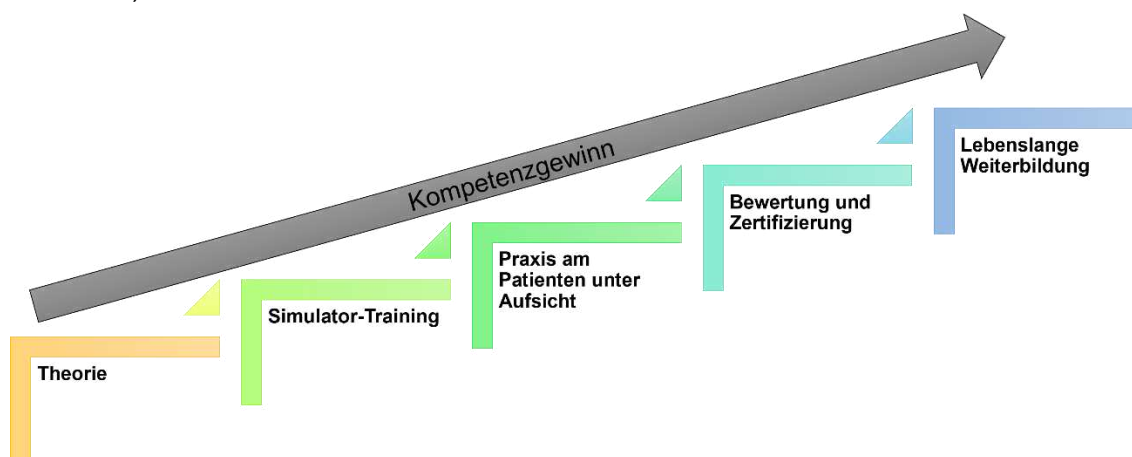 Kompetenzgewinn
Theorie
Simulator-Training
Praxis am
Patienten unter
Aufsicht
Bewertung und
Zertifizierung
Lebenslange
Weiterbildung